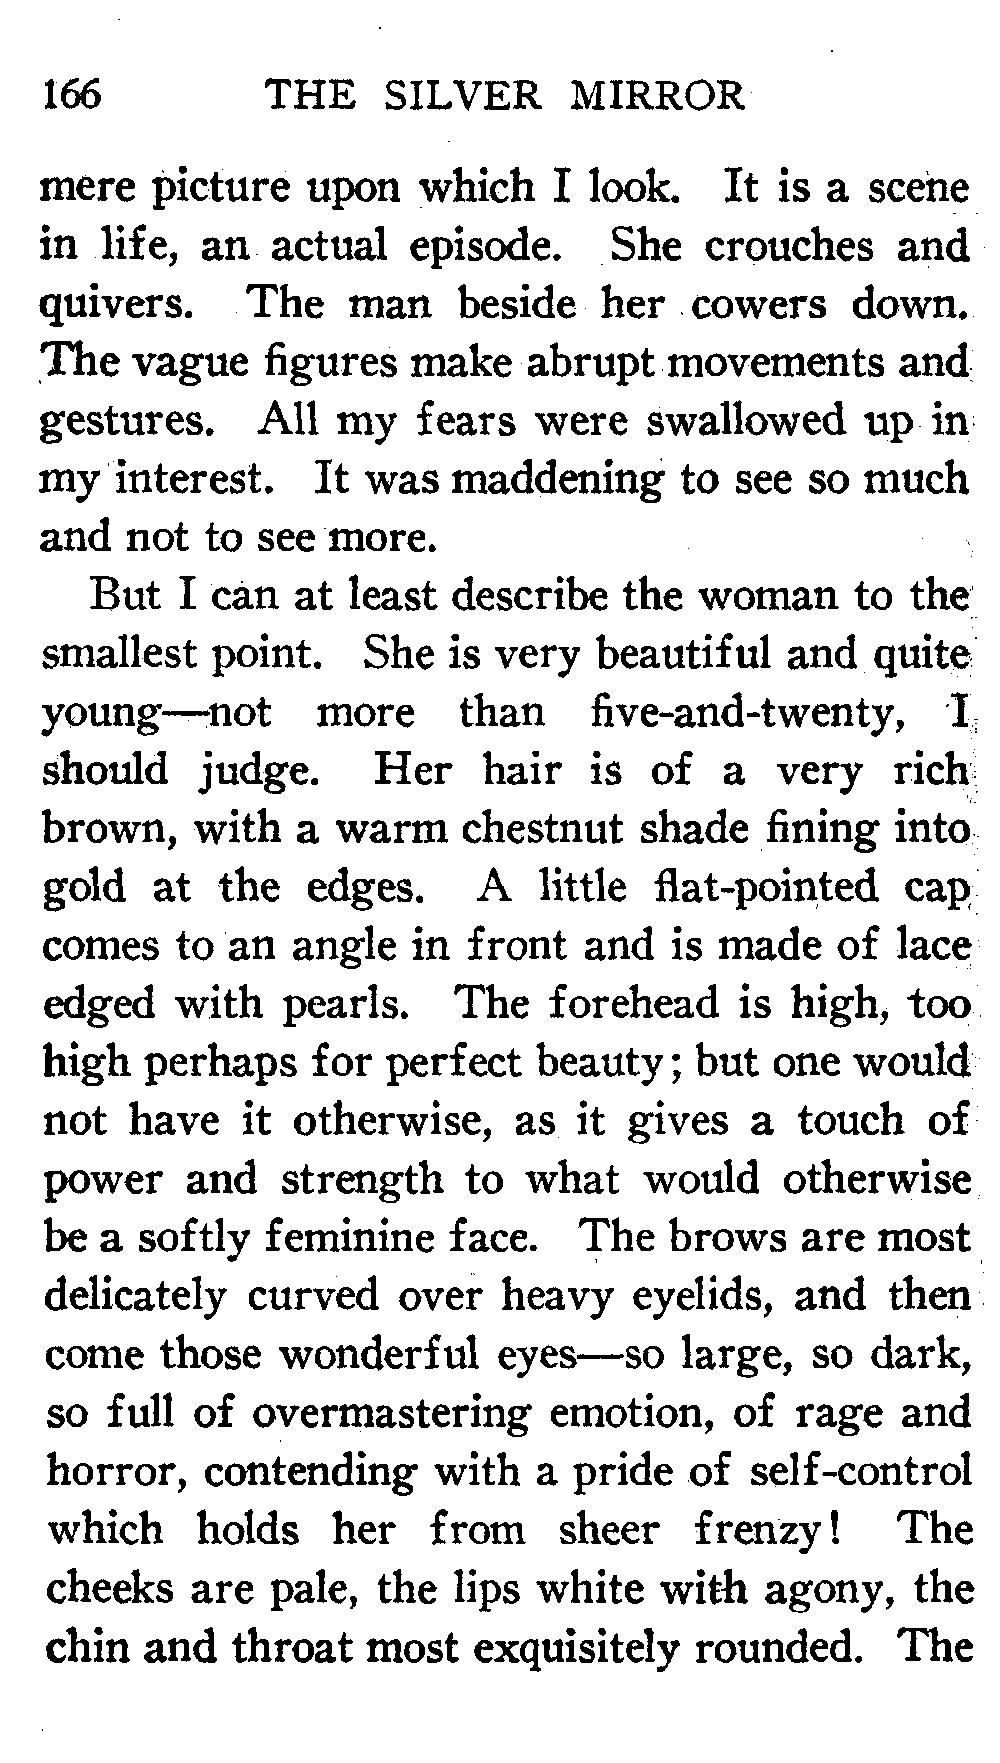 166 THE SILVER MIRROR
mere picture upon which I look. It is a scene
in life, an actual episode. She crouches and
quivers. The man beside her cowers down.
The vague figures make abrupt movements and
gestures. All my fears were swallowed up in
my interest. It was maddening to see so much
and not to see more.
But I can at least describe the woman to the
smallest point. She is very beautiful and quite
young—not more than five-and-twenty, I
should judge. Her hair is of a very rich
brown, with a warm chestnut shade fining into
gold at the edges. A little flat-pointed cap
comes to an angle in front and is made of lace
edged with pearls. The forehead is high, too
high perhaps for perfect beauty; but one would
not have it otherwise, as it gives a touch of
power and strength to what would otherwise
be a softly feminine face. The brows are most
delicately curved over heavy eyelids, and then
come those wonderful eyes—so large, so dark,
so full of overmastering emotion, of rage and
horror, contending with a pride of self-control
which holds her from sheer frenzy! The
cheeks are pale, the lips white with agony, the
chin and throat most exquisitely rounded. The